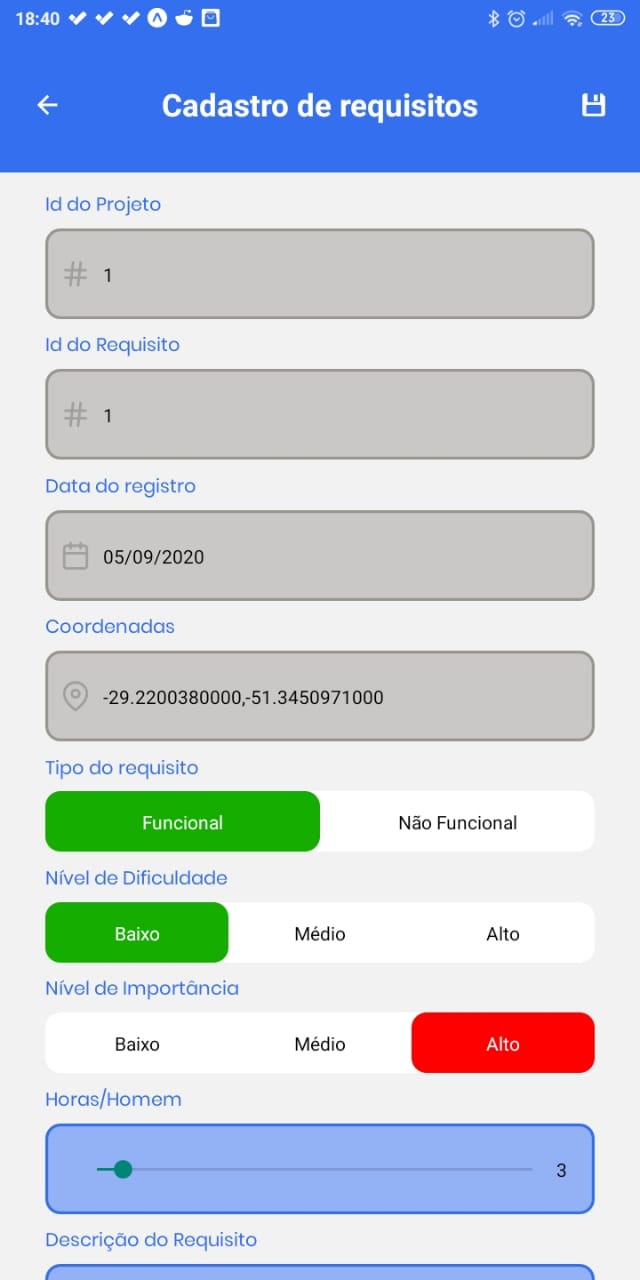 18:40
23
Cadastro de requisitos
Id do Projeto
# 1
Id do Requisito
# 1
Data do registro
05/09/2020
Coordenadas
-29.2200380000,-51.3450971000
Tipo do requisito
Funcional Não Funcional
Nível de Dificuldade
Baixo Médio Alto
Nível de Importância
Baixo Médio Alto
Horas/Homem
3
Descrição do Requisito